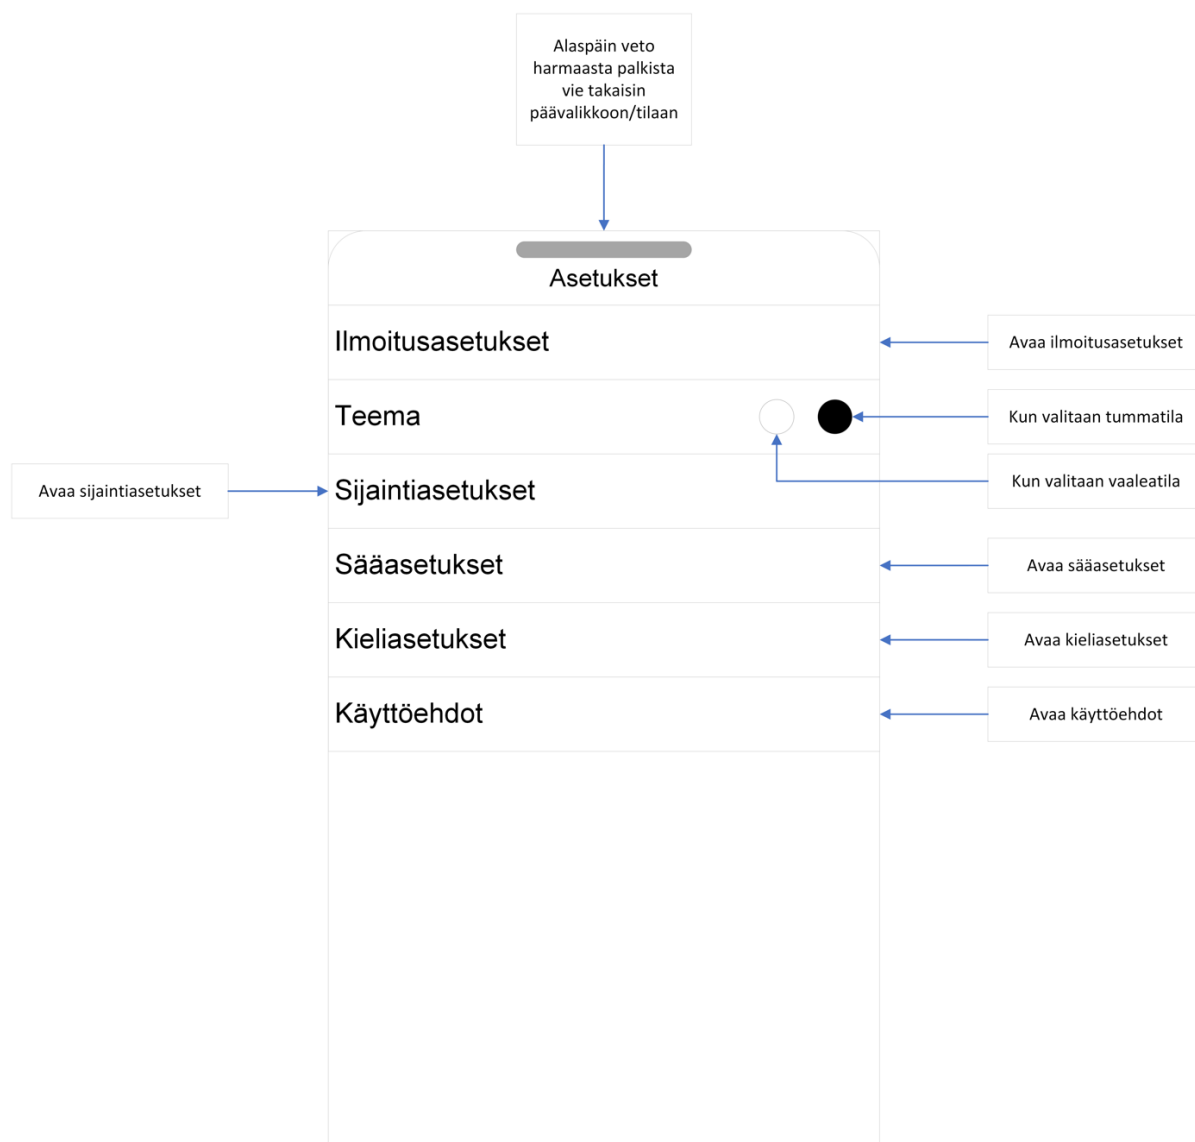 Alaspäin veto
harmaasta palkista
vie takaisin
päävalikkoon/tilaan
Asetukset
Ilmoitusasetukset
Avaa ilmoitusasetukset
Teema
Kun valitaan tummatila
Kun valitaan vaaleatila
Avaa sijaintiasetukset
Sijaintiasetukset
Sääasetukset
Avaa sääasetukset
Kieliasetukset
Avaa kieliasetukset
Käyttöehdot
Avaa käyttöehdot